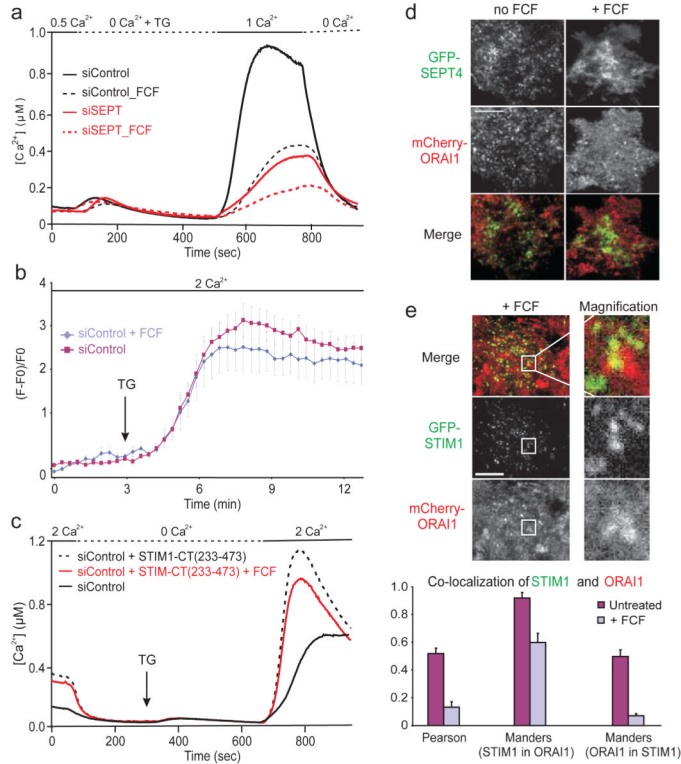 a
0.5 Ca²⁺ 0 Ca²⁺ + TG 1 Ca²⁺ 0 Ca²⁺
siControl
siControl_FCF
siSEPT
siSEPT_FCF
[Ca²⁺] (µM)
1.0
0.8
0.6
0.4
0.2
0
0 200 400 600 800
Time (sec)
b
2 Ca²⁺
siControl + FCF
siControl
TG
(F-F0)/F0
4
3
2
1
0
0 3 6 9 12
Time (min)
c
2 Ca²⁺ 0 Ca²⁺ 2 Ca²⁺
siControl + STIM1-CT(233-473)
siControl + STIM-CT(233-473) + FCF
siControl
TG
[Ca²⁺] (µM)
1.2
0.8
0.4
0.0
0 200 400 600 800
Time (sec)
d
no FCF + FCF
GFP-
SEPT4
*
mCherry-
ORAI1
Merge
e
+ FCF Magnification
Merge
GFP-
STIM1
mCherry-
ORAI1
Co-localization of STIM1 and ORAI1
Untreated
+ FCF
1.0
0.8
0.6
0.4
0.2
0
Pearson Manders Manders
(STIM1 in ORAI1) (ORAI1 in STIM1)